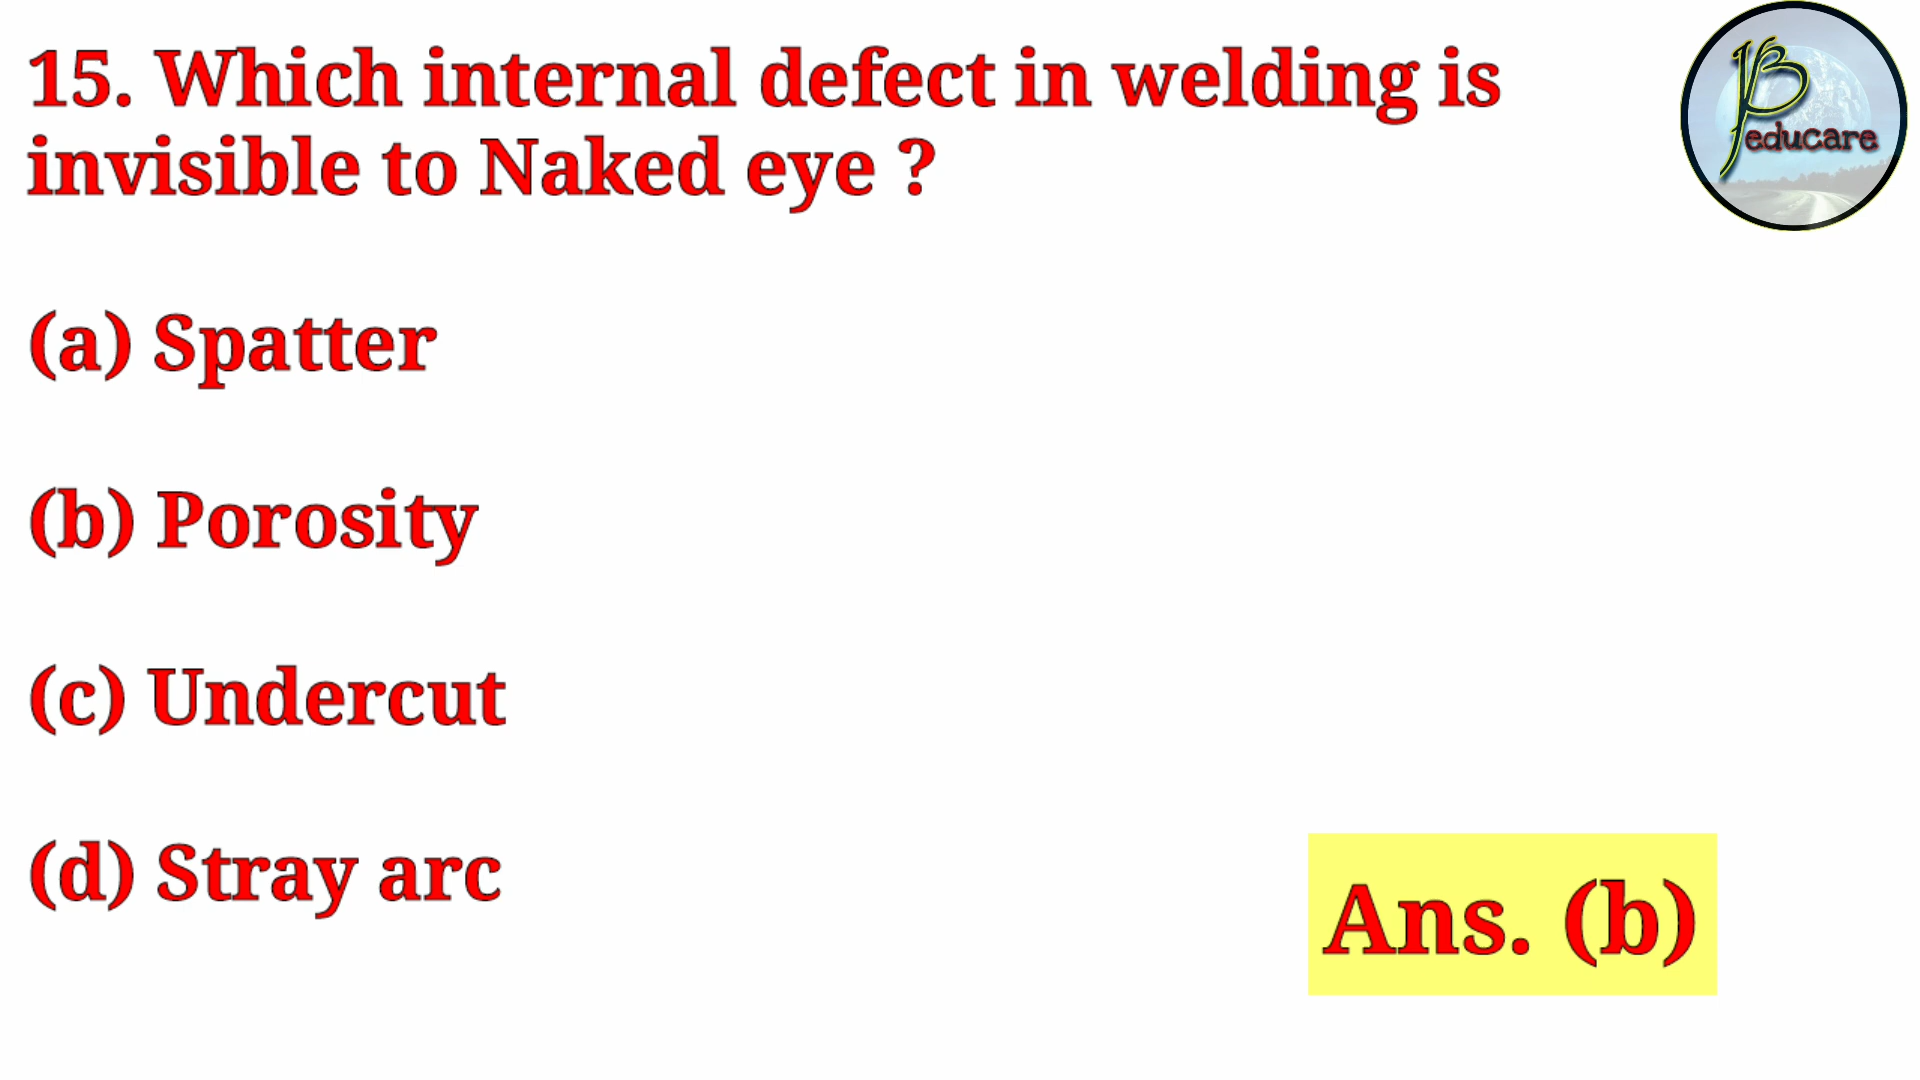 15. Which internal defect in welding is
invisible to Naked eye ?
(a) Spatter
(b) Porosity
(c) Undercut
(d) Stray arc
Ans. (b)
educare